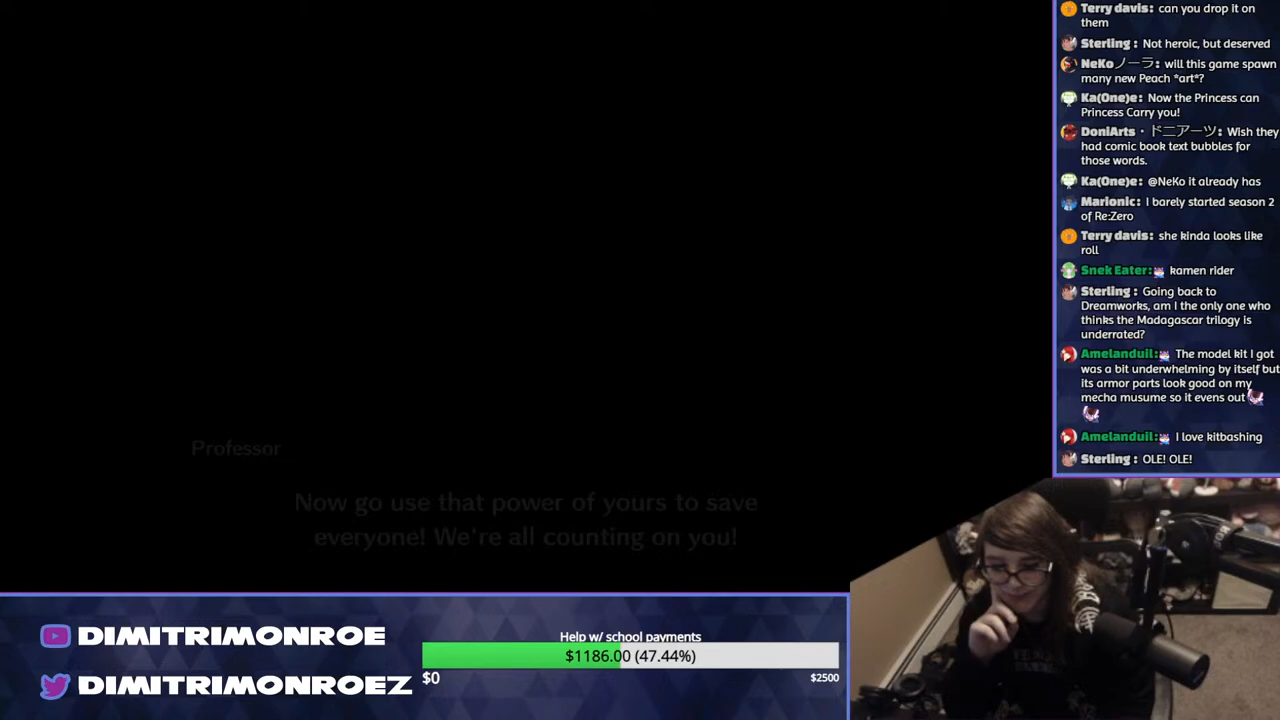 Terry davis: can you drop it on
them
Sterling : Not heroic, but deserved
NeKoノーラ: will this game spawn
many new Peach *art*?
Ka(One)e: Now the Princess can
Princess Carry you!
DoniArts・ドニアーツ: Wish they
had comic book text bubbles for
those words.
Ka(One)e: @NeKo it already has
Marionic: I barely started season 2
of Re:Zero
Terry davis: she kinda looks like
roll
Snek Eater: kamen rider
Sterling : Going back to
Dreamworks, am I the only one who
thinks the Madagascar trilogy is
underrated?
Amelanduil: The model kit I got
was a bit underwhelming by itself but
its armor parts look good on my
mecha musume so it evens out
Amelanduil: I love kitbashing
Sterling : OLE! OLE!
Professor
Now go use that power of yours to save
everyone! We're all counting on you!
DIMITRIMONROE
DIMITRIMONROEZ
Help w/ school payments
$1186.00 (47.44%)
$0
$2500